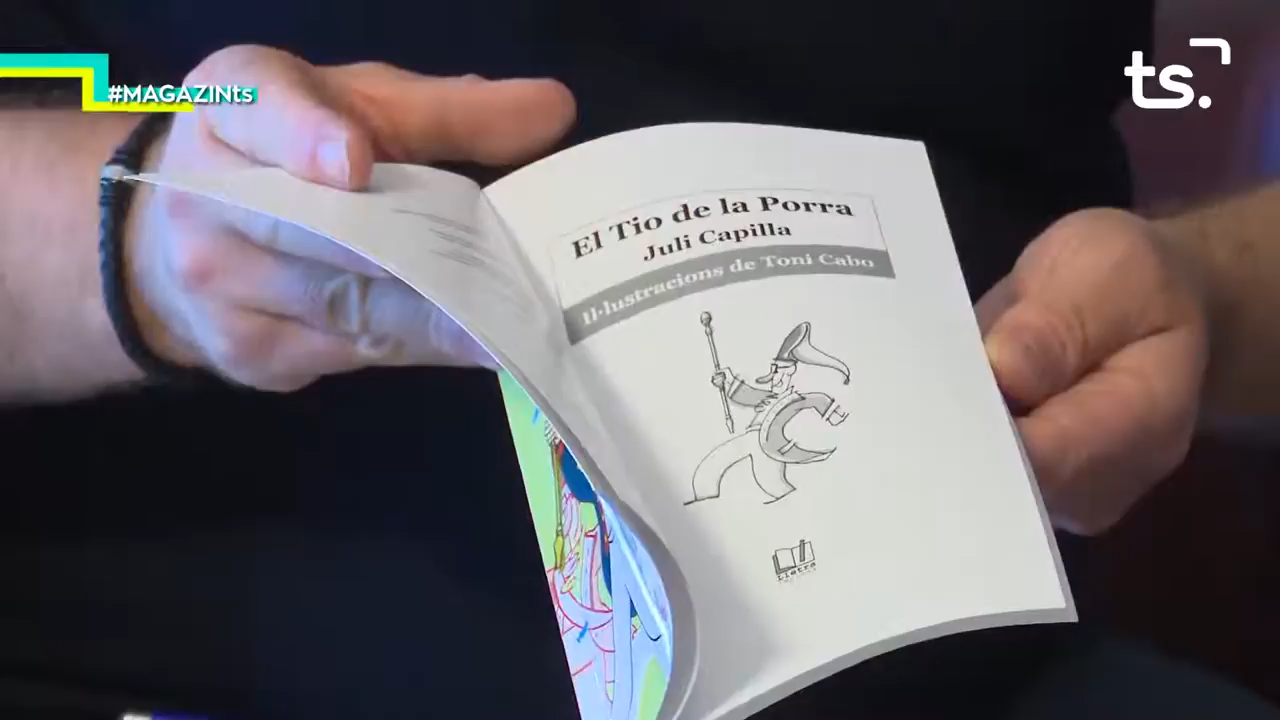 #MAGAZINts
ts.
El Tio de la Porra
Juli Capilla
Il·lustracions de Toni Cabo
Lletra